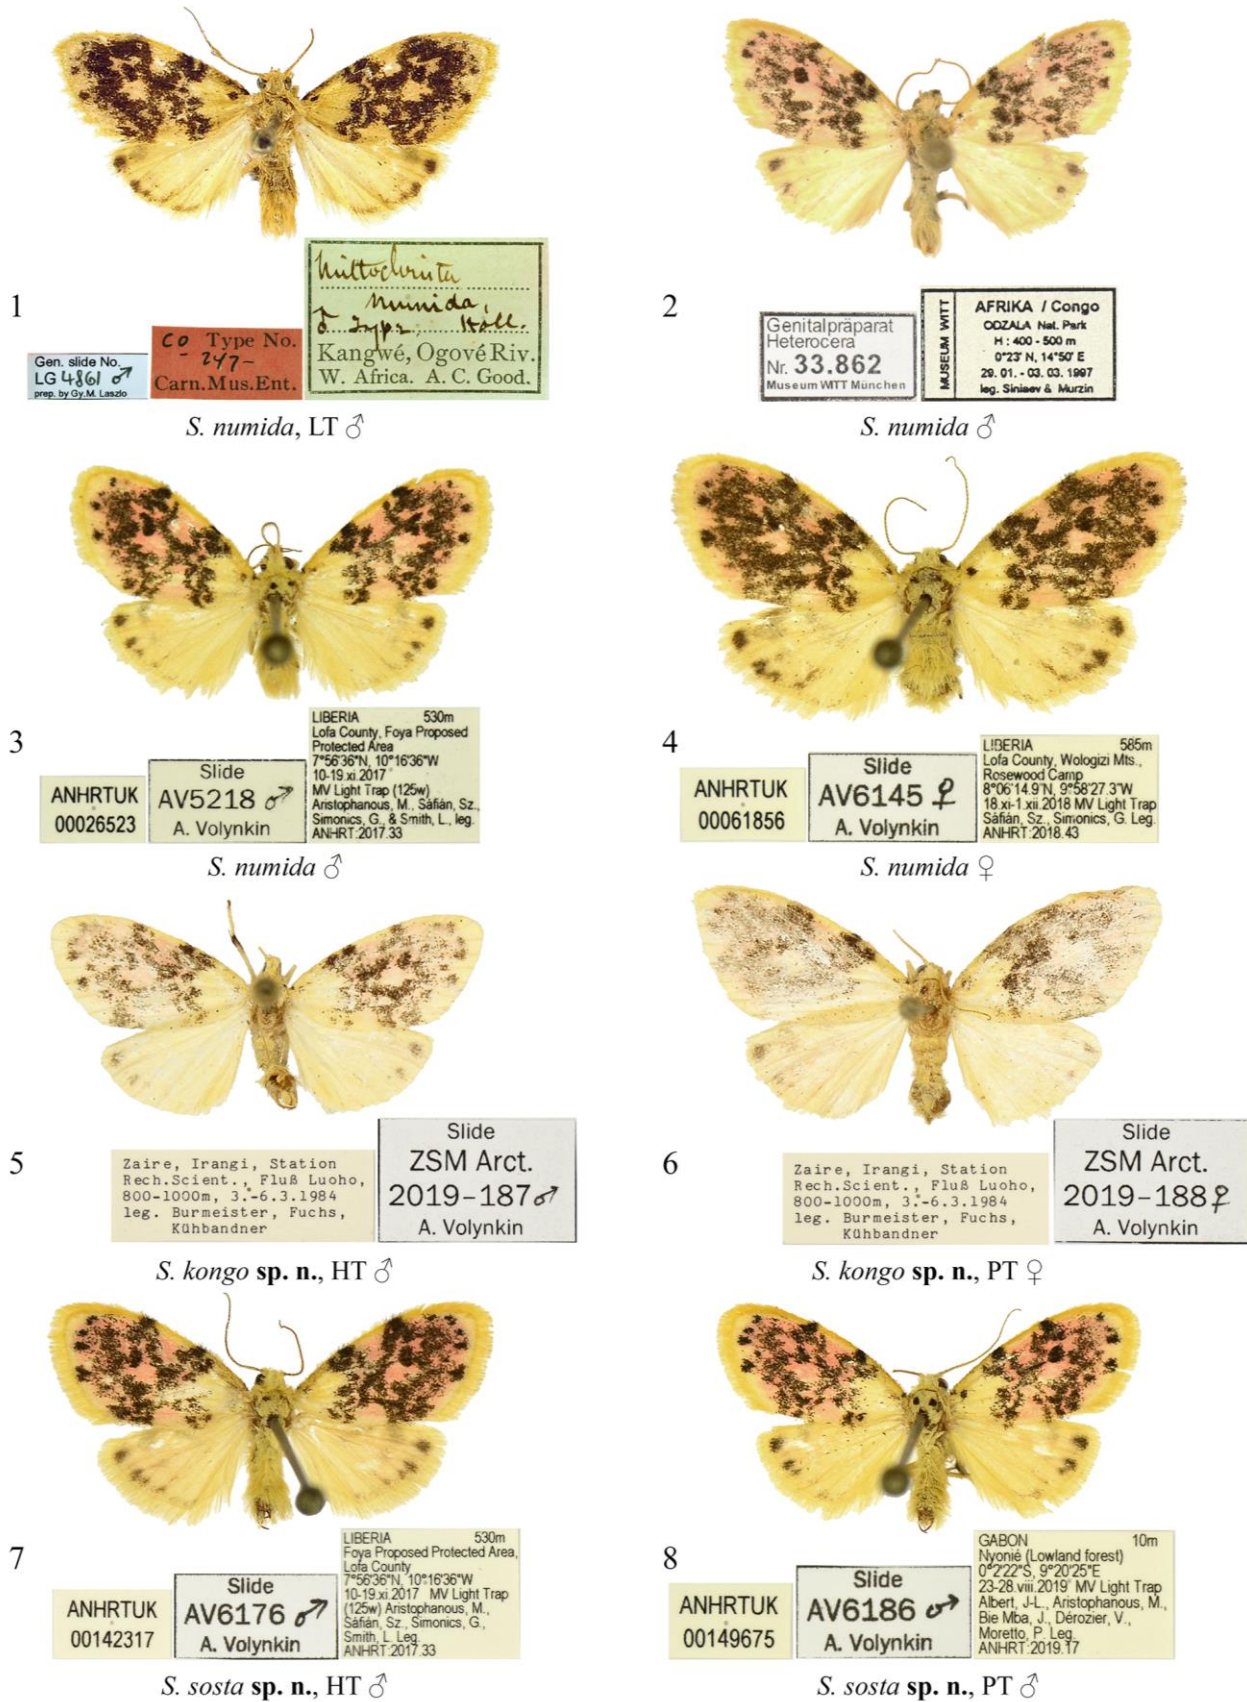 1
Gen. slide No.
LG 4861 ♂
prep. by Gy.M. Laszlo
Co Type No.
247-
Carn.Mus.Ent.
Miltochrista
numida,
♂ Type. Holl.
Kangwé, Ogové Riv.
W. Africa. A. C. Good.
S. numida, LT ♂
2
Genitalpräparat
Heterocera
Nr. 33.862
Museum WITT München
MUSEUM WITT
AFRIKA / Congo
ODZALA Nat. Park
H : 400 - 500 m
0°23' N, 14°50' E
29. 01. - 03. 03. 1997
leg. Siniaev & Murzin
S. numida ♂
3
ANHRTUK
00026523
Slide
AV5218 ♂
A. Volynkin
LIBERIA 530m
Lofa County, Foya Proposed
Protected Area
7°56'36"N, 10°16'36"W
10-19.xi.2017
MV Light Trap (125w)
Aristophanous, M., Sáfián, Sz.,
Simonics, G., & Smith, L., leg.
ANHRT:2017.33
S. numida ♂
4
ANHRTUK
00061856
Slide
AV6145 ♀
A. Volynkin
LIBERIA 585m
Lofa County, Wologizi Mts.,
Rosewood Camp
8°06'14.9"N, 9°58'27.3"W
18.xi-1.xii.2018 MV Light Trap
Sáfián, Sz., Simonics, G. Leg.
ANHRT:2018.43
S. numida ♀
5
Zaire, Irangi, Station
Rech.Scient., Fluß Luoho,
800-1000m, 3.-6.3.1984
leg. Burmeister, Fuchs,
Kühbandner
Slide
ZSM Arct.
2019-187♂
A. Volynkin
S. kongo sp. n., HT ♂
6
Zaire, Irangi, Station
Rech.Scient., Fluß Luoho,
800-1000m, 3.-6.3.1984
leg. Burmeister, Fuchs,
Kühbandner
Slide
ZSM Arct.
2019-188♀
A. Volynkin
S. kongo sp. n., PT ♀
7
ANHRTUK
00142317
Slide
AV6176 ♂
A. Volynkin
LIBERIA 530m
Foya Proposed Protected Area,
Lofa County
7°56'36"N, 10°16'36"W
10-19.xi.2017 MV Light Trap
(125w) Aristophanous, M.,
Sáfián, Sz., Simonics, G.,
Smith, L. Leg.
ANHRT:2017.33
S. sosta sp. n., HT ♂
8
ANHRTUK
00149675
Slide
AV6186 ♂
A. Volynkin
GABON 10m
Nyonié (Lowland forest)
0°2'22"S, 9°20'25"E
23-28.viii.2019 MV Light Trap
Albert, J-L., Aristophanous, M.,
Bie Mba, J., Dérozier, V.,
Moretto, P. Leg.
ANHRT:2019.17
S. sosta sp. n., PT ♂